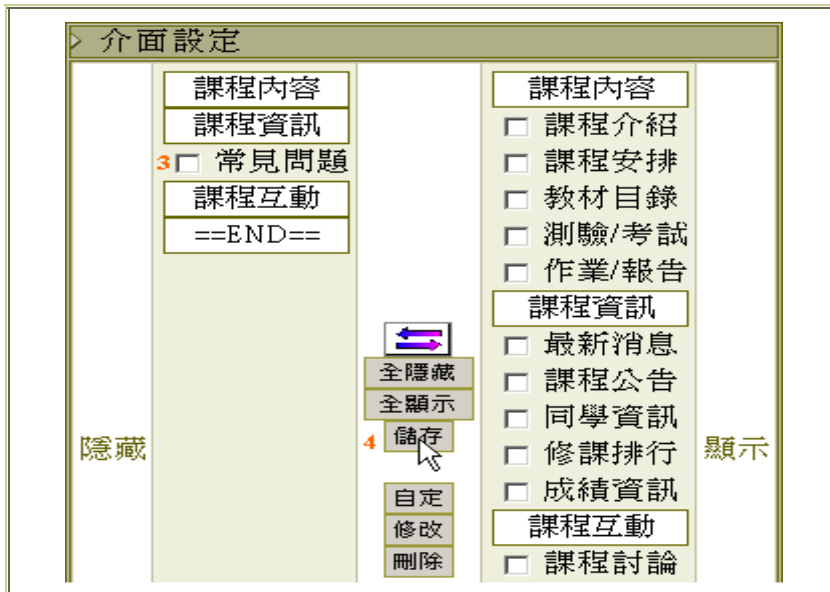 介面設定
隱藏
課程內容
課程資訊
3 常見問題
課程互動
==END==
全隱藏
全顯示
4 儲存
自定
修改
刪除
課程內容
課程介紹
課程安排
教材目錄
測驗/考試
作業/報告
課程資訊
最新消息
課程公告
同學資訊
修課排行
成績資訊
課程互動
課程討論
顯示